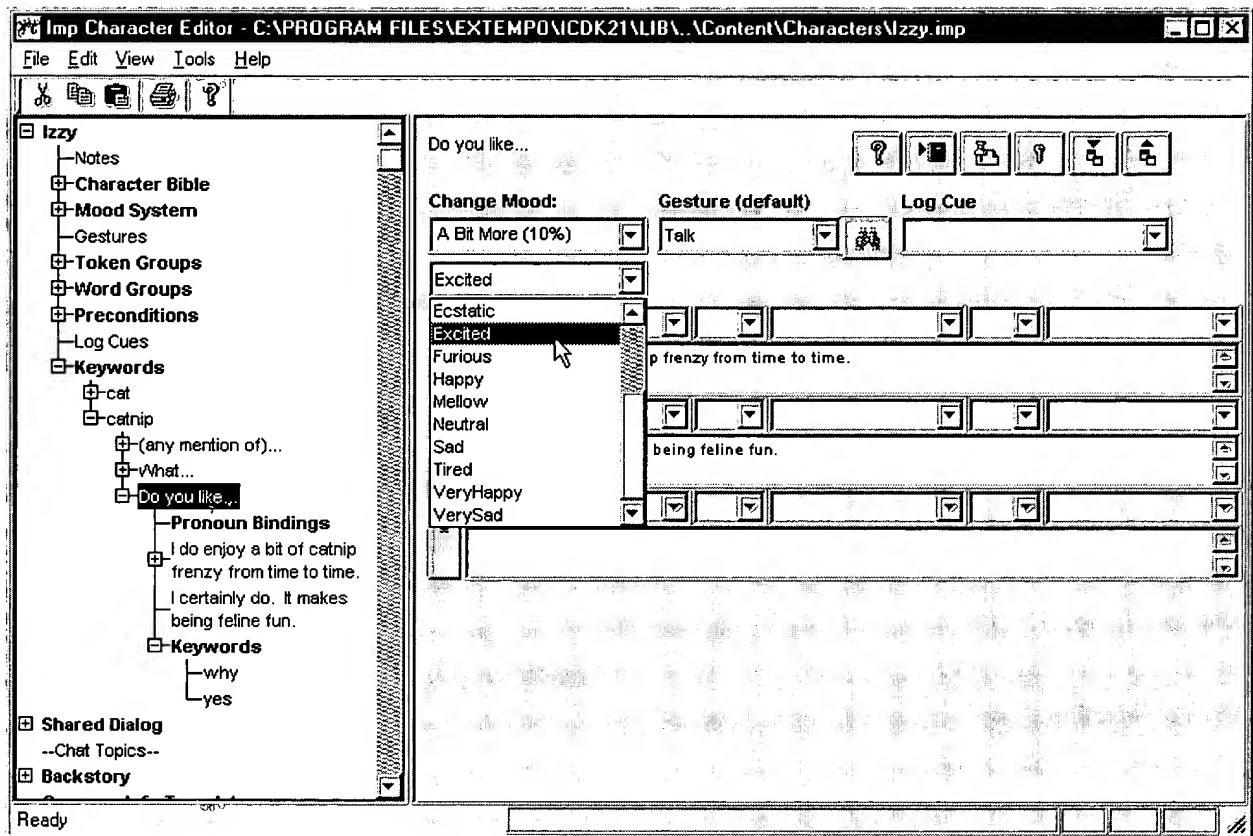 Imp Character Editor - C:\PROGRAM FILES\EXTEMPO\ICDK21\LIB\..\Content\Characters\Izzy.imp
File Edit View Tools Help
Izzy
Notes
Character Bible
Mood System
Gestures
Token Groups
Word Groups
Preconditions
Log Cues
Keywords
cat
catnip
(any mention of)...
What...
Do you like...
Pronoun Bindings
I do enjoy a bit of catnip
frenzy from time to time.
I certainly do. It makes
being feline fun.
Keywords
why
yes
Shared Dialog
--Chat Topics--
Backstory
Do you like...
Change Mood: Gesture (default) Log Cue
A Bit More (10%) Talk
Excited
Ecstatic
Excited
Furious
Happy
Mellow
Neutral
Sad
Tired
VeryHappy
VerySad
p frenzy from time to time.
being feline fun.
Ready